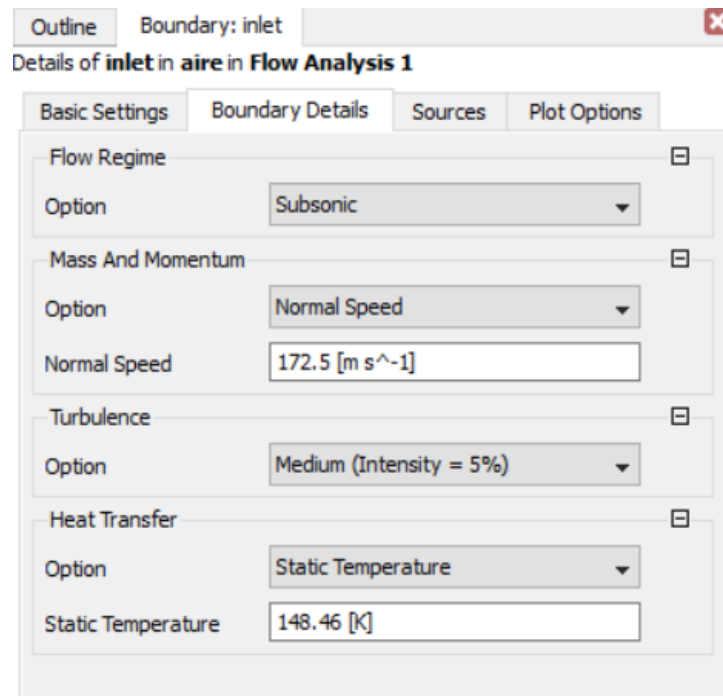 Outline Boundary: inlet
Details of inlet in aire in Flow Analysis 1
Basic Settings Boundary Details Sources Plot Options
Flow Regime
Option Subsonic
Mass And Momentum
Option Normal Speed
Normal Speed 172.5 [m s^-1]
Turbulence
Option Medium (Intensity = 5%)
Heat Transfer
Option Static Temperature
Static Temperature 148.46 [K]